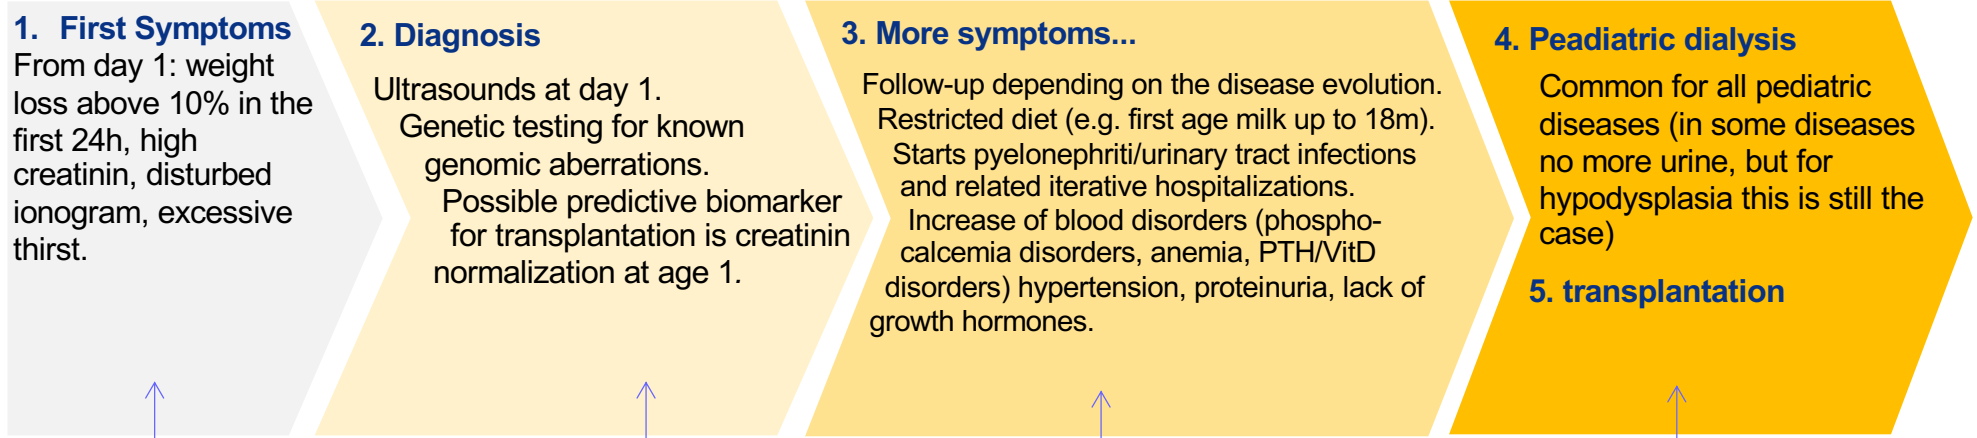 1. First Symptoms
From day 1: weight
loss above 10% in the
first 24h, high
creatinin, disturbed
ionogram, excessive
thirst.
2. Diagnosis
Ultrasounds at day 1.
Genetic testing for known
genomic aberrations.
Possible predictive biomarker
for transplantation is creatinin
normalization at age 1.
3. More symptoms...
Follow-up depending on the disease evolution.
Restricted diet (e.g. first age milk up to 18m).
Starts pyelonephriti/urinary tract infections
and related iterative hospitalizations.
Increase of blood disorders (phospho-
calcemia disorders, anemia, PTH/VitD
disorders) hypertension, proteinuria, lack of
growth hormones.
4. Peadiatric dialysis
Common for all pediatric
diseases (in some diseases
no more urine, but for
hypodysplasia this is still the
case)
5. transplantation